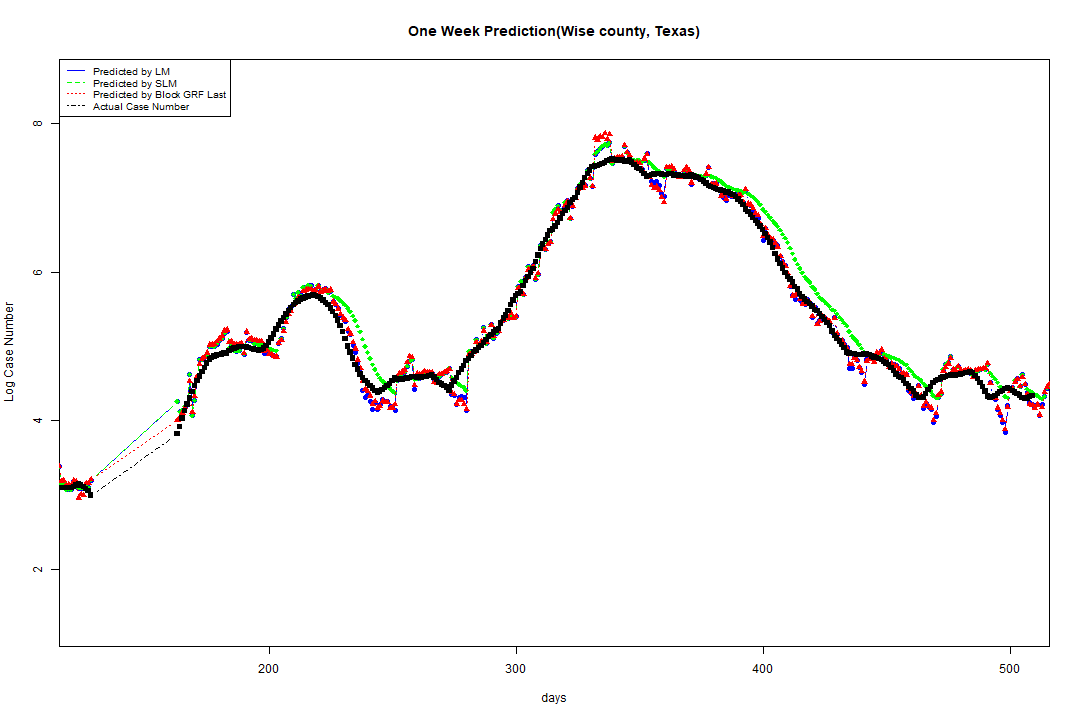 One Week Prediction(Wise county, Texas)
Predicted by LM
Predicted by SLM
Predicted by Block GRF Last
Actual Case Number
8
6
4
2
Log Case Number
200
300
400
500
days